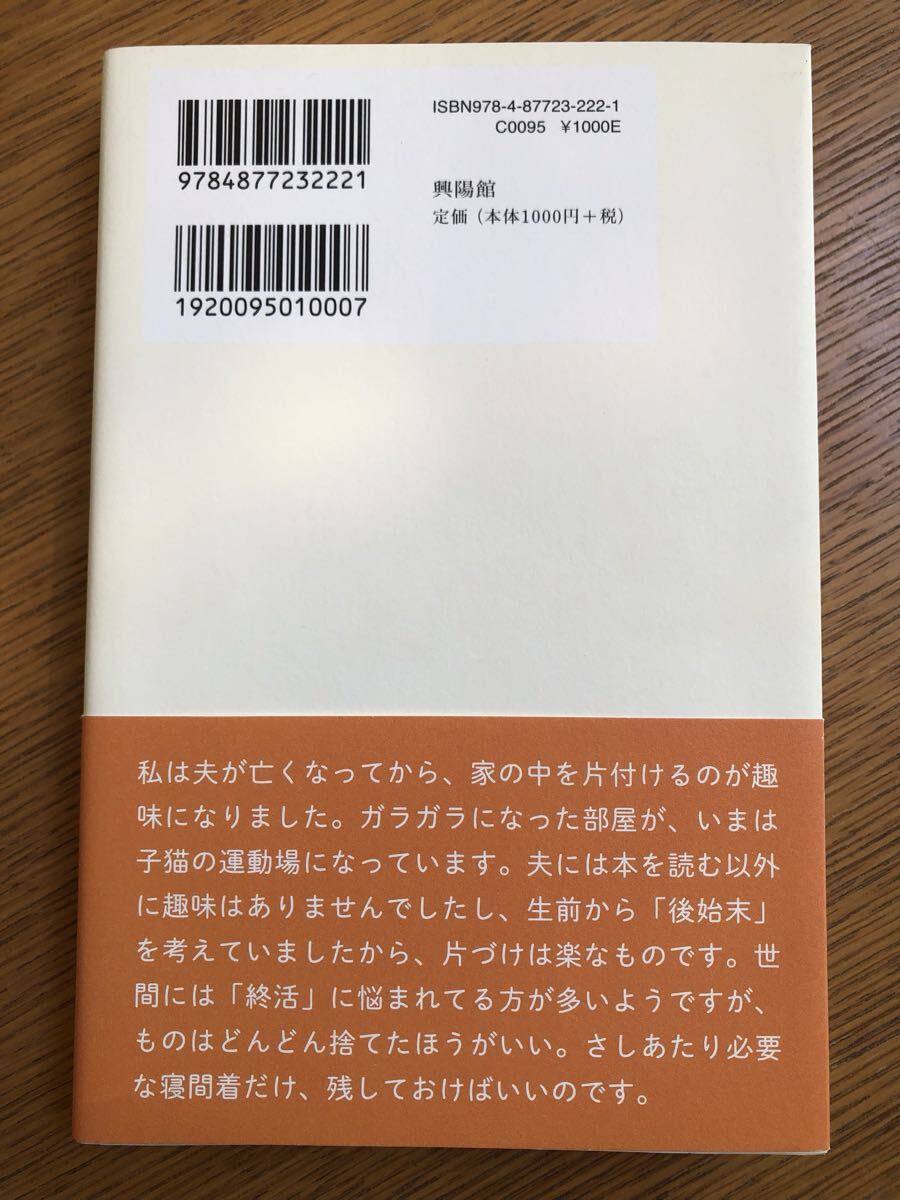 ISBN978-4-87723-222-1
C0095 ¥1000E
9784877232221
興陽館
定価（本体1000円＋税）
1920095010007
私は夫が亡くなってから、家の中を片付けるのが趣
味になりました。ガラガラになった部屋が、いまは
子猫の運動場になっています。夫には本を読む以外
に趣味はありませんでしたし、生前から「後始末」
を考えていましたから、片づけは楽なものです。世
間には「終活」に悩まれてる方が多いようですが、
ものはどんどん捨てたほうがいい。さしあたり必要
な寝間着だけ、残しておけばいいのです。